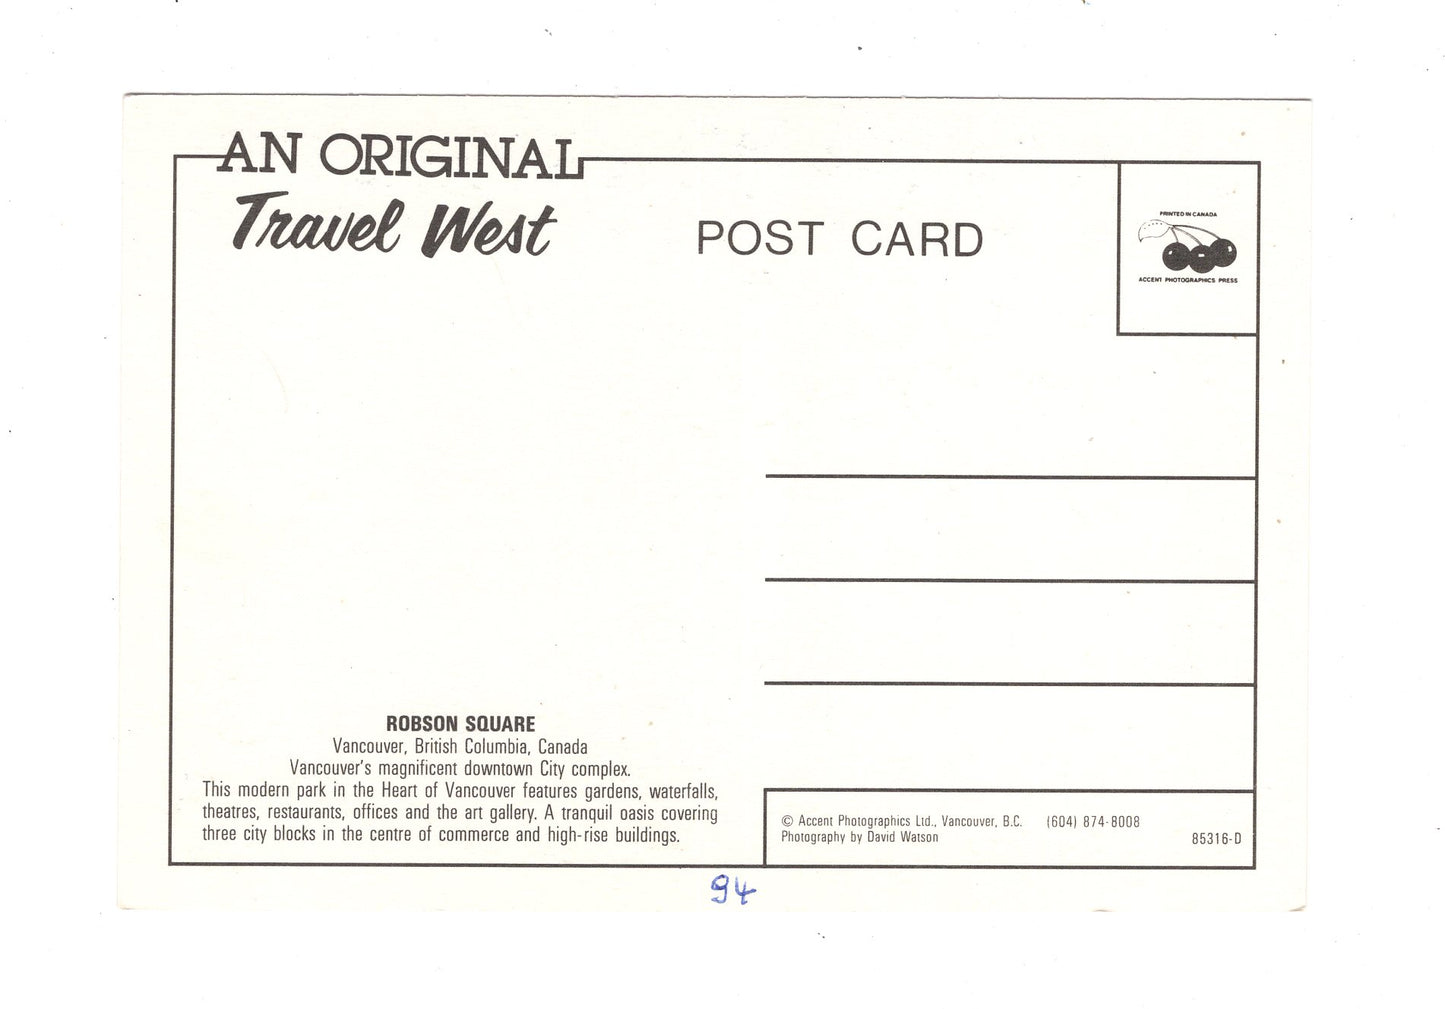 AN ORIGINAL
Travel West
POST CARD
PRINTED IN CANADA
ACCENT PHOTOGRAPHICS PRESS
ROBSON SQUARE
Vancouver, British Columbia, Canada
Vancouver's magnificent downtown City complex.
This modern park in the Heart of Vancouver features gardens, waterfalls,
theatres, restaurants, offices and the art gallery. A tranquil oasis covering
three city blocks in the centre of commerce and high-rise buildings.
© Accent Photographics Ltd., Vancouver, B.C. (604) 874-8008
Photography by David Watson
85316-D
94